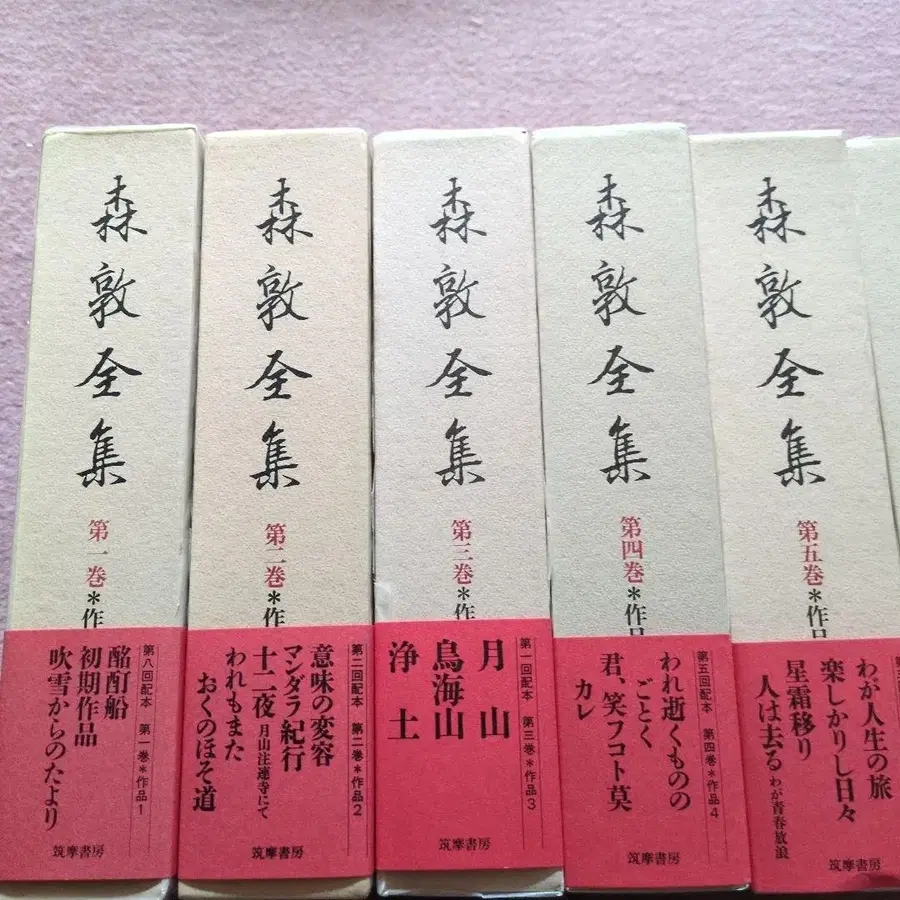 森敦全集
第一巻*作
第八回配本 第一巻*作品1
酩酊船
初期作品
吹雪からのたより
森敦全集
第二巻*作
第二回配本 第二巻*作品2
意味の変容
マンダラ紀行
十二夜 月山注連寺にて
われもまた
おくのほそ道
筑摩書房
森敦全集
第三巻*作
第一回配本 第三巻*作品3
月山
鳥海山
浄土
筑摩書房
森敦全集
第四巻*作品
第五回配本 第四巻*作品4
われ逝くものの
ごとく
君、笑フコト莫
カレ
筑摩書房
森敦全集
第五巻*作品
わが人生の旅
楽しかりし日々
星霜移り
人は去る わが青春放浪
筑摩書房